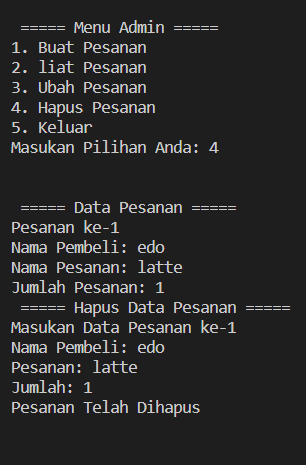 ===== Menu Admin =====
1. Buat Pesanan
2. liat Pesanan
3. Ubah Pesanan
4. Hapus Pesanan
5. Keluar
Masukan Pilihan Anda: 4
===== Data Pesanan =====
Pesanan ke-1
Nama Pembeli: edo
Nama Pesanan: latte
Jumlah Pesanan: 1
===== Hapus Data Pesanan =====
Masukan Data Pesanan ke-1
Nama Pembeli: edo
Pesanan: latte
Jumlah: 1
Pesanan Telah Dihapus